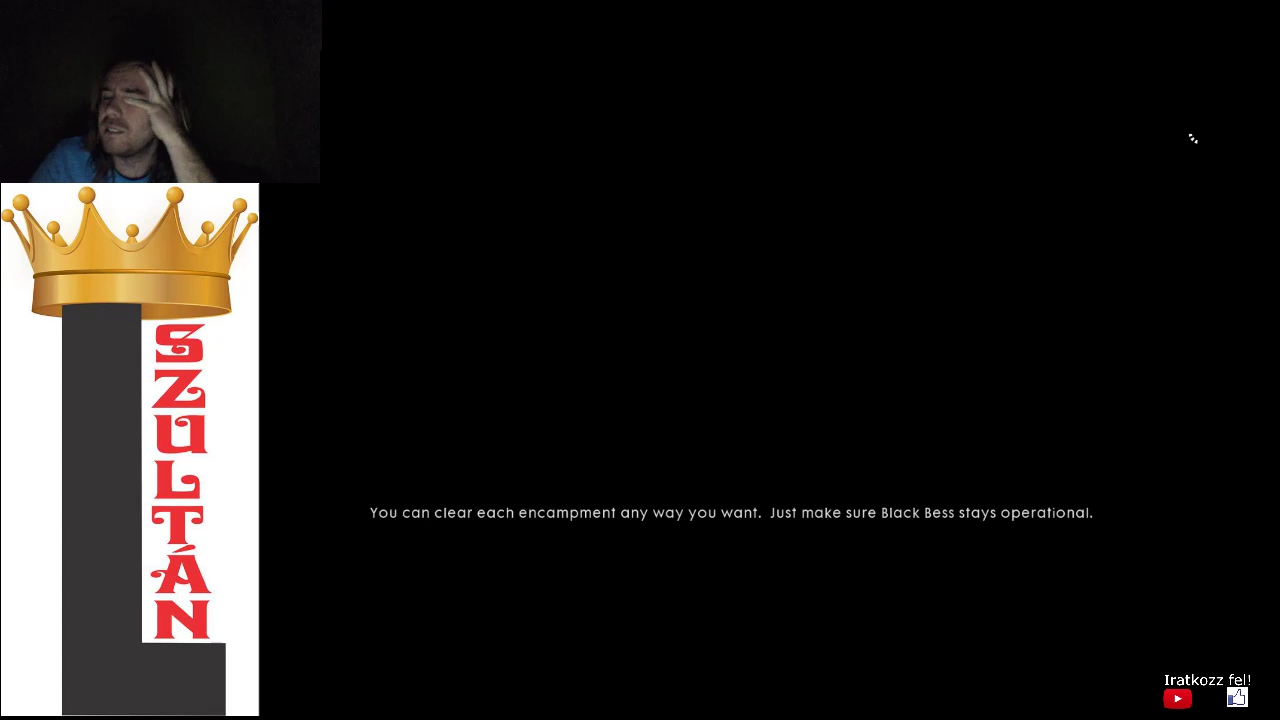 SZULTÁN
You can clear each encampment any way you want. Just make sure Black Bess stays operational.
Iratkozz fel!